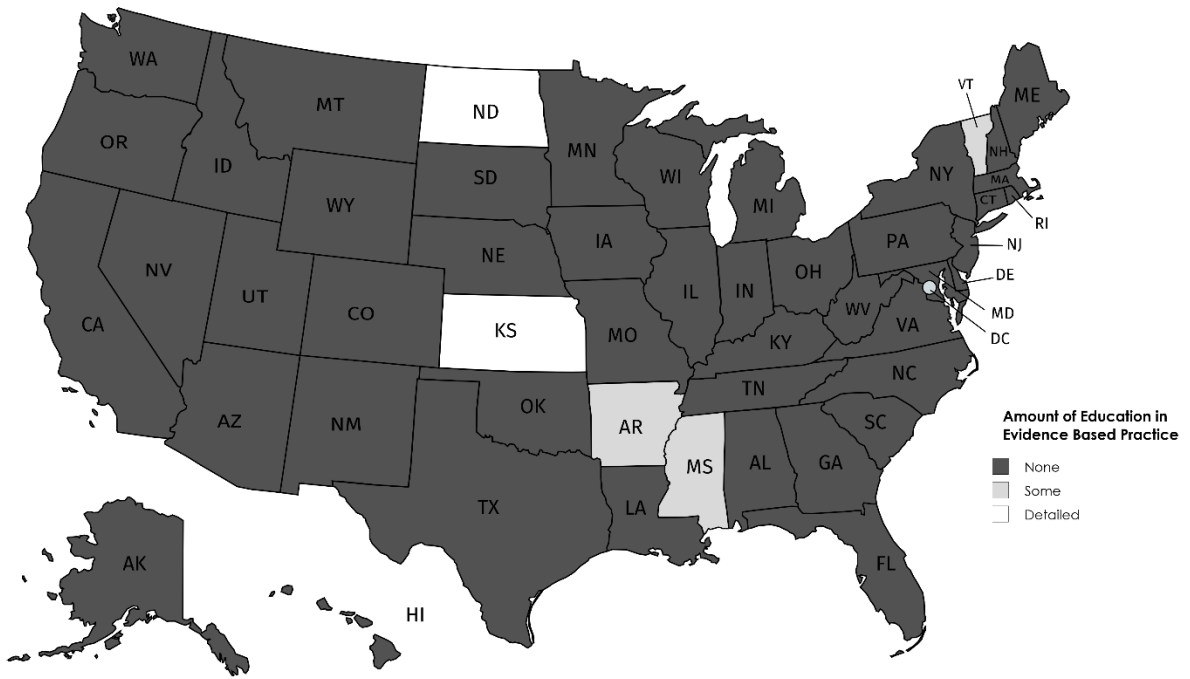 WA
MT
ND
MN
VT
ME
OR
ID
SD
WI
NH
NY
MA
WY
MI
CT
RI
IA
PA
NJ
NE
NV
OH
DE
UT
IL
IN
CO
WV
MD
CA
KS
MO
VA
DC
KY
NC
TN
OK
AZ
NM
AR
SC
MS
AL
GA
TX
LA
AK
FL
HI
Amount of Education in
Evidence Based Practice
None
Some
Detailed